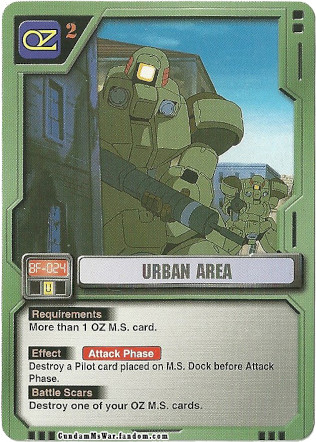 OZ 2
BF-024
U
URBAN AREA
Requirements
More than 1 OZ M.S. card.
Effect Attack Phase
Destroy a Pilot card placed on M.S. Dock before Attack
Phase.
Battle Scars
Destroy one of your OZ M.S. cards.
GundamMsWar.fandom.com